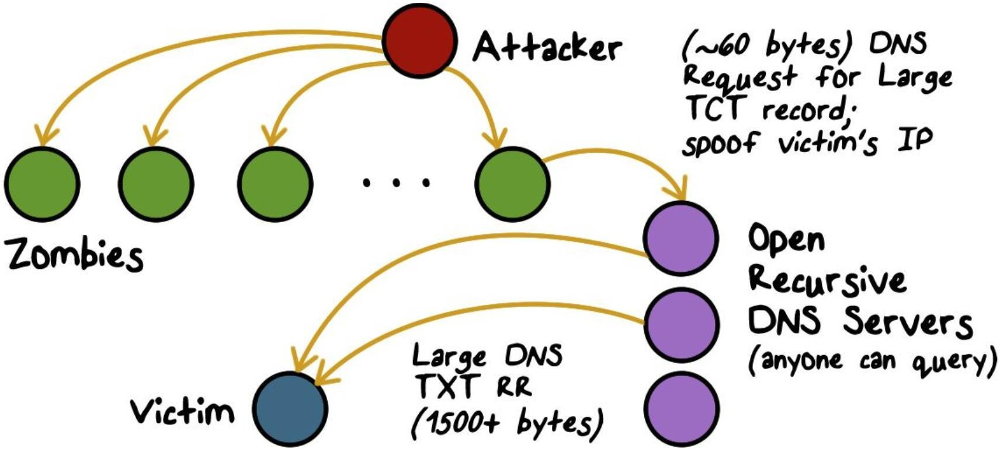 Attacker
(~60 bytes) DNS
Request for Large
TCT record;
spoof victim's IP
Zombies
Open
Recursive
DNS Servers
(anyone can query)
Large DNS
TXT RR
(1500+ bytes)
Victim